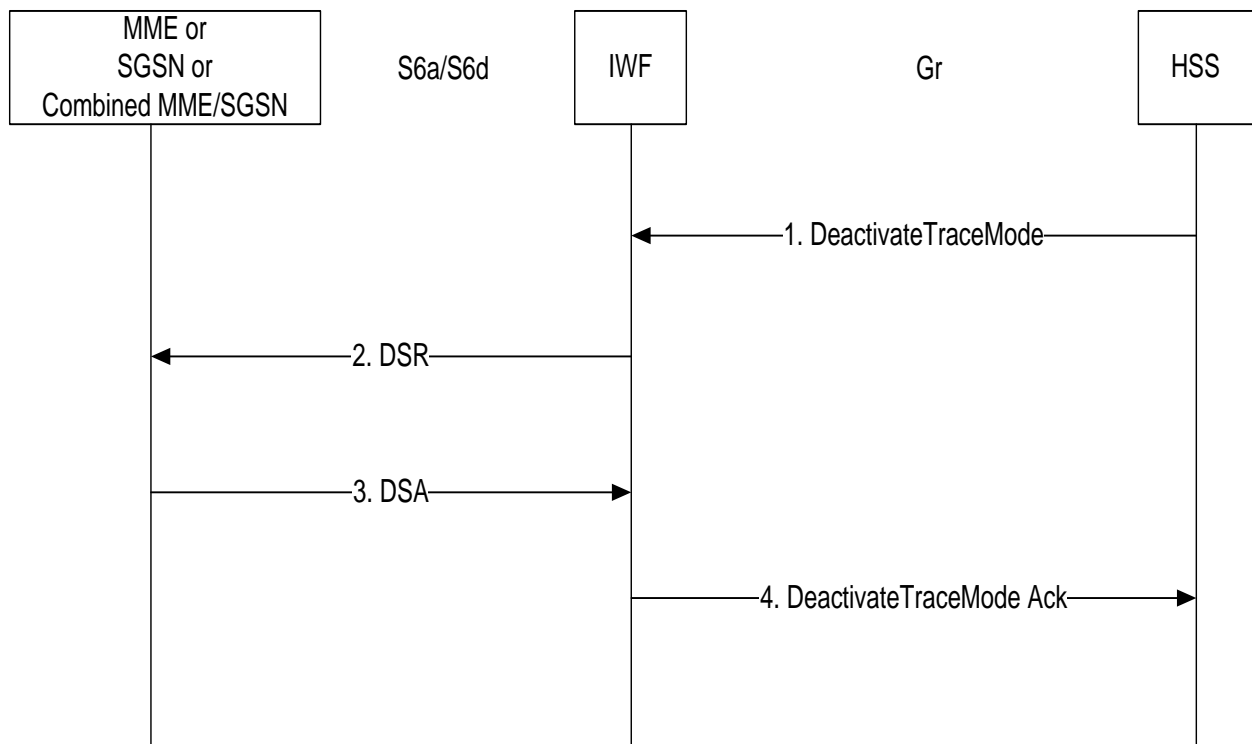 MME or
SGSN or
Combined MME/SGSN
S6a/S6d
IWF
Gr
HSS
1. DeactivateTraceMode
2. DSR
3. DSA
4. DeactivateTraceMode Ack